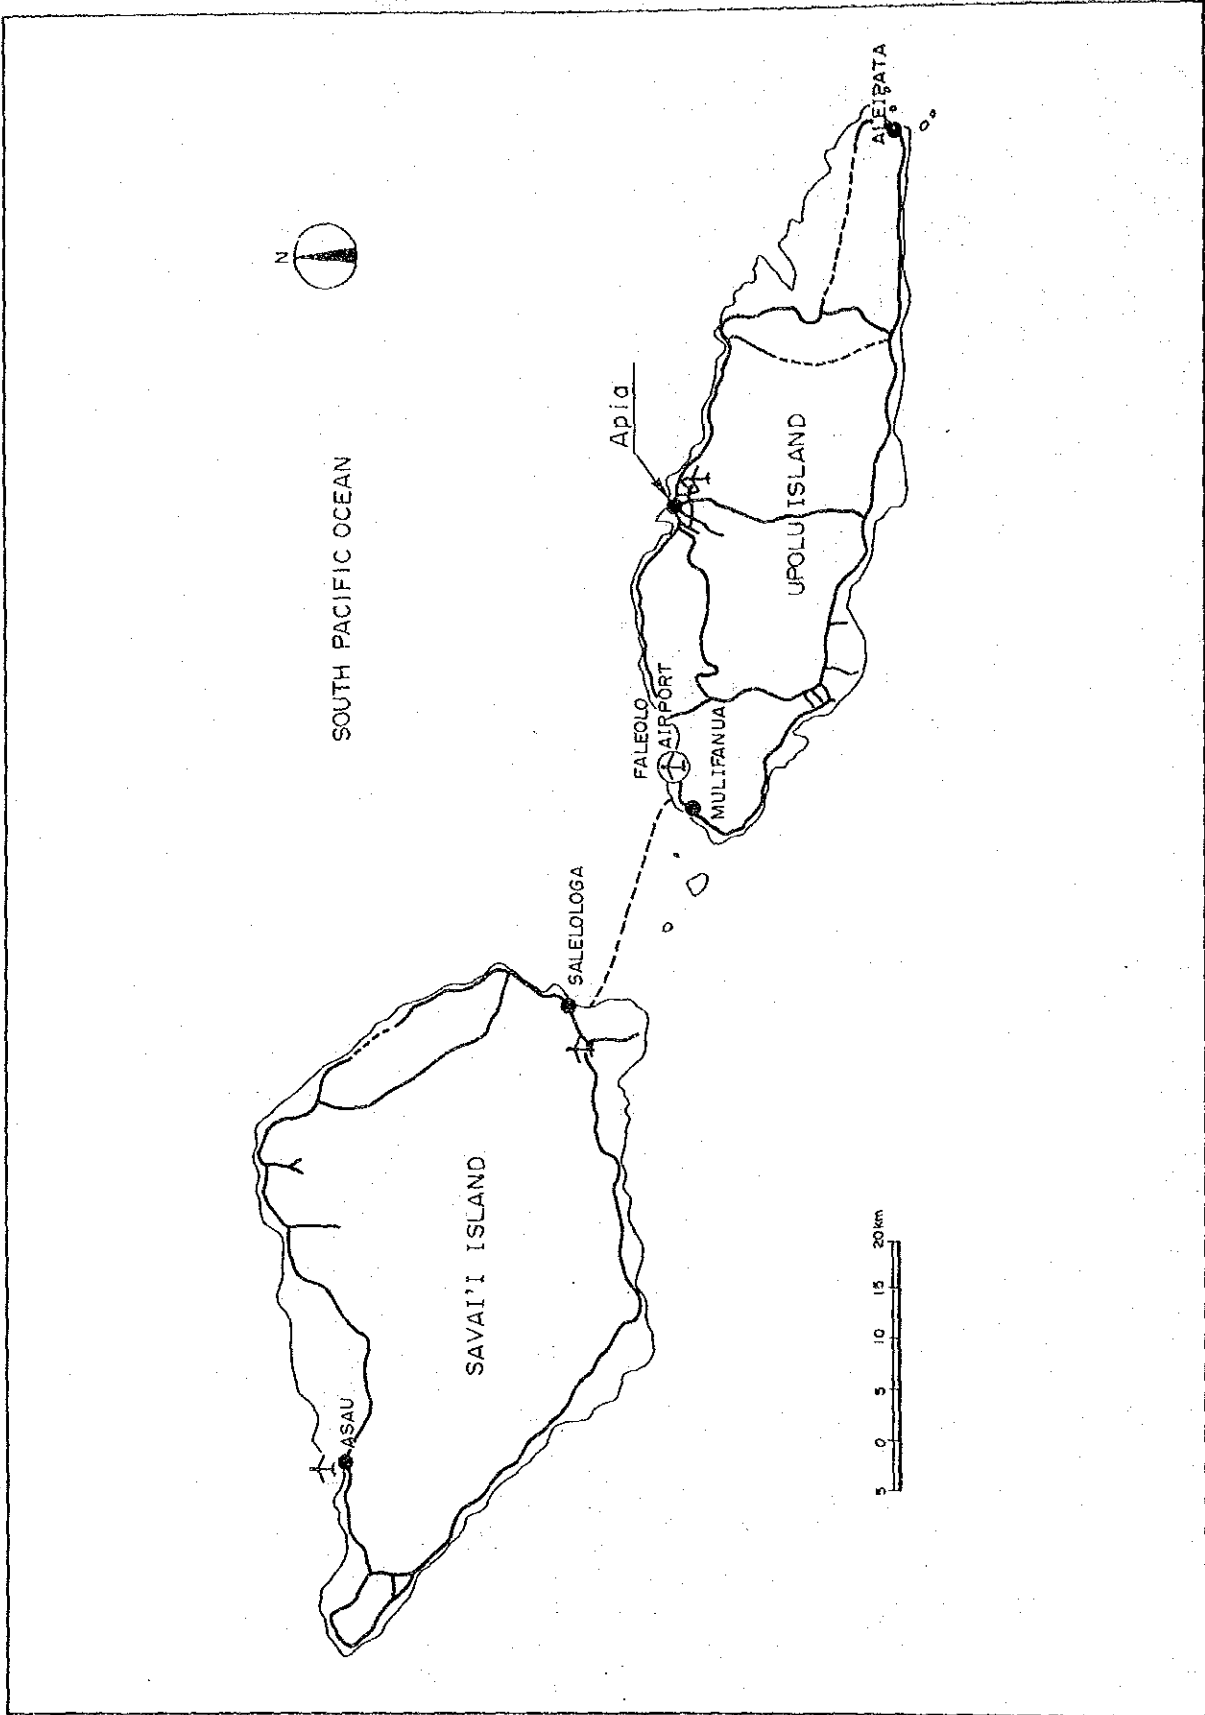 N
SOUTH PACIFIC OCEAN
ASAU
SAVAI'I ISLAND
SALELOLOGA
FALEOLO
AIRPORT
MULIFANUA
Apia
UPOLU ISLAND
ALEIPATA
5 0 5 10 15 20km